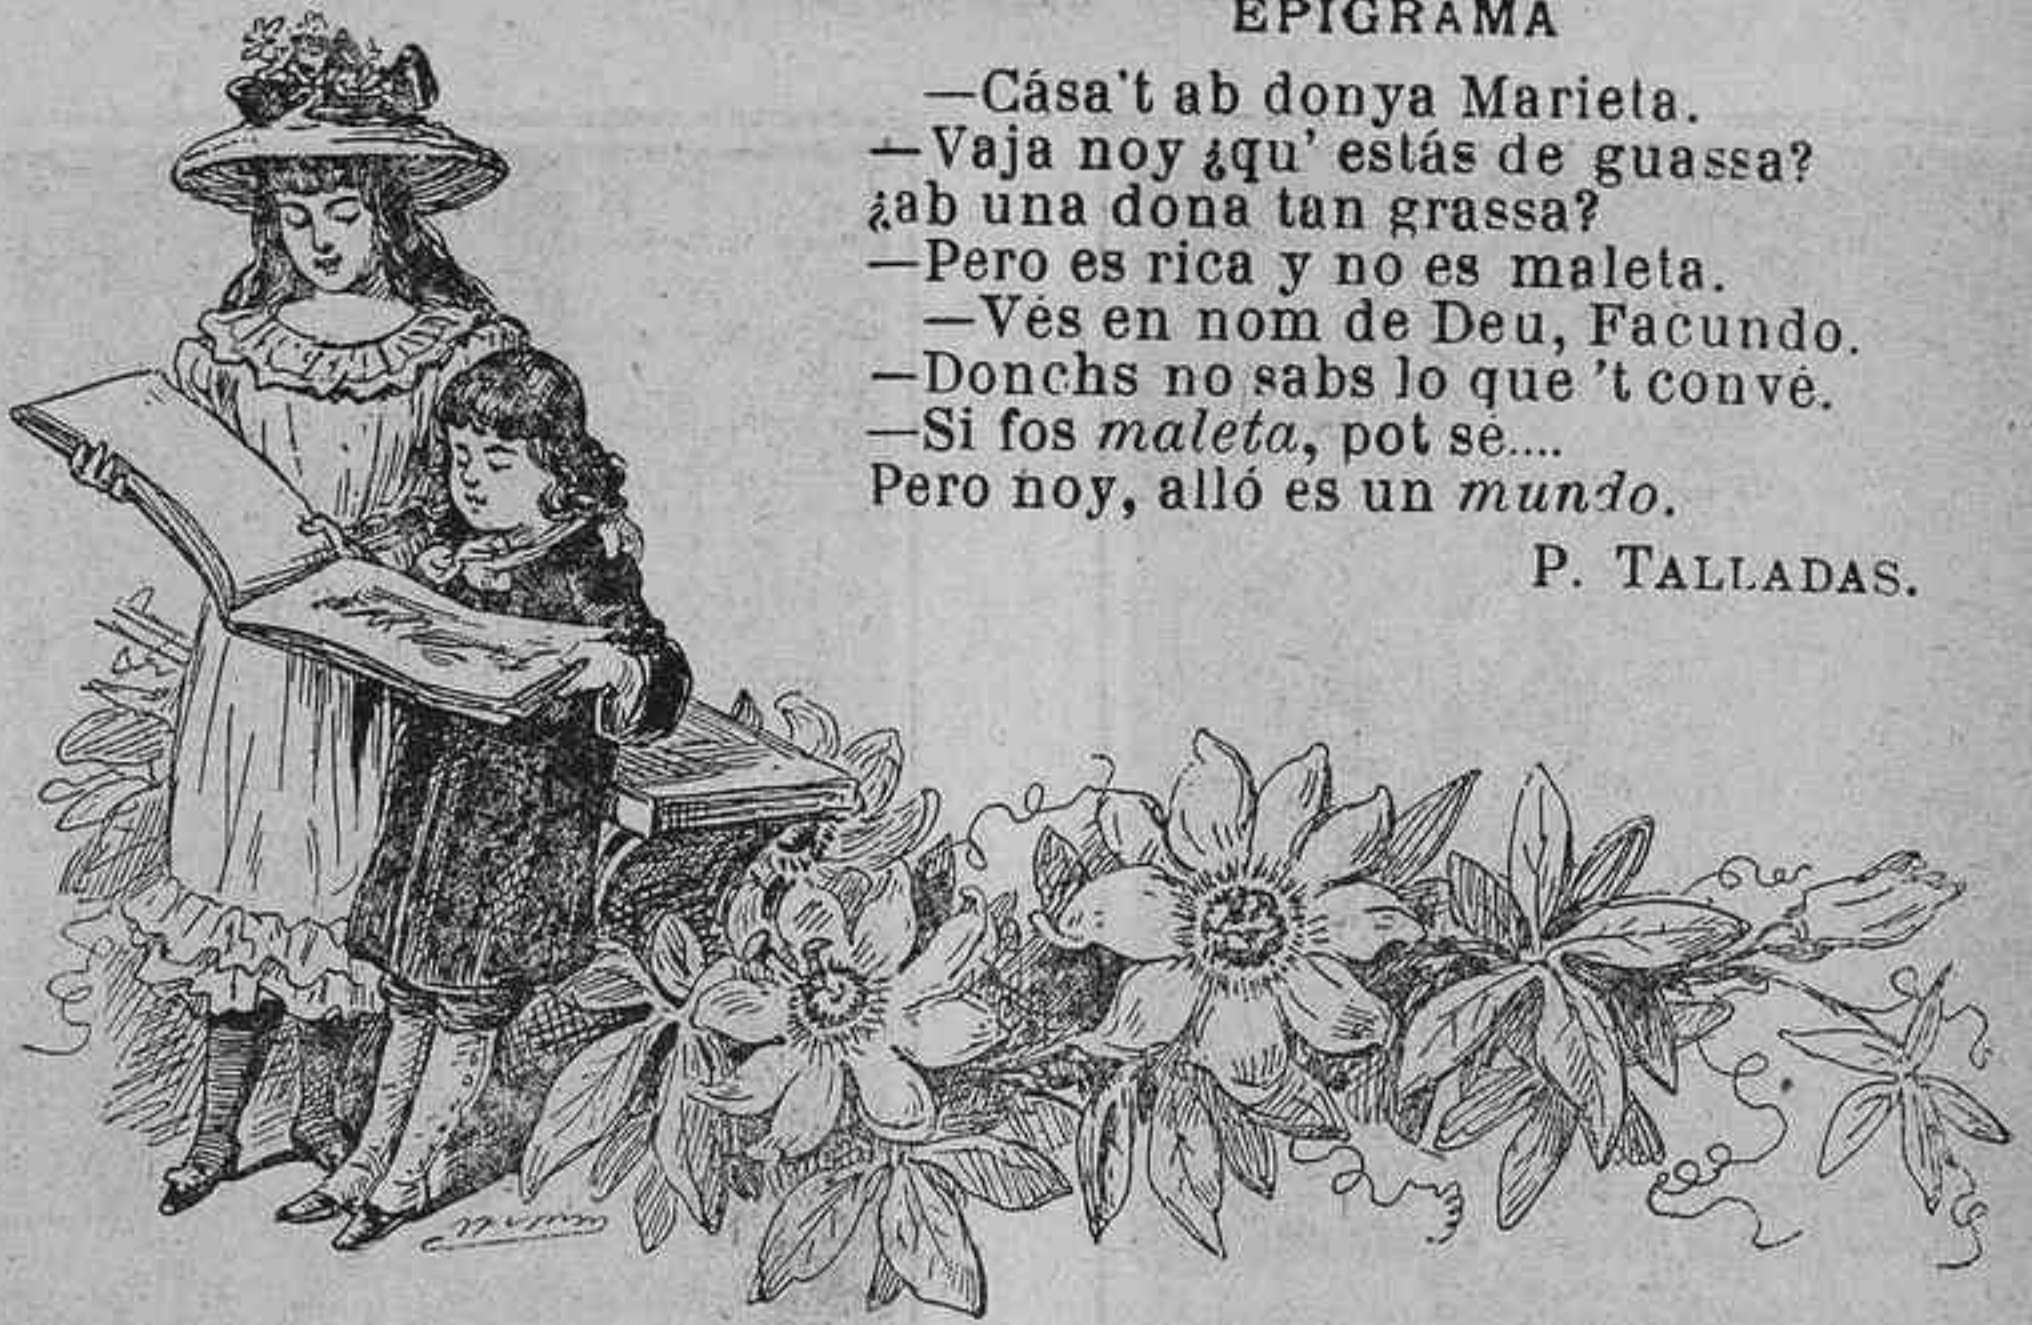 EPIGRAMA
—Cása't ab donya Marieta.
—Vaja noy ¿qu' estás de guassa?
¿ab una dona tan grassa?
—Pero es rica y no es maleta.
—Vés en nom de Deu, Facundo.
—Donchs no sabs lo que 't convé.
—Si fos maleta, pot sé....
Pero noy, alló es un mundo.
P. TALLADAS.